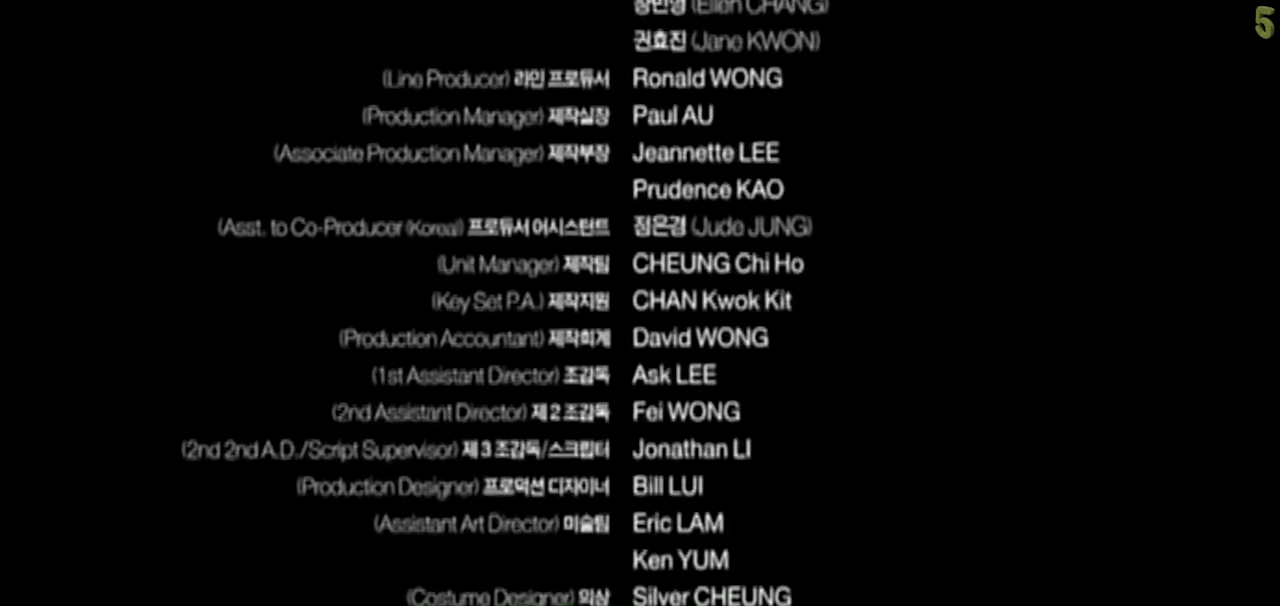 장민영 (Ellen CHANG)
5
권효진 (Jane KWON)
(Line Producer) 라인 프로듀서 Ronald WONG
(Production Manager) 제작실장 Paul AU
(Associate Production Manager) 제작부장 Jeannette LEE
Prudence KAO
(Asst. to Co-Producer (Korea)) 프로듀서 어시스턴트 정은경 (Jude JUNG)
(Unit Manager) 제작팀 CHEUNG Chi Ho
(Key Set P.A.) 제작지원 CHAN Kwok Kit
(Production Accountant) 제작회계 David WONG
(1st Assistant Director) 조감독 Ask LEE
(2nd Assistant Director) 제 2 조감독 Fei WONG
(2nd 2nd A.D./Script Supervisor) 제 3 조감독/스크립터 Jonathan LI
(Production Designer) 프로덕션 디자이너 Bill LUI
(Assistant Art Director) 미술팀 Eric LAM
Ken YUM
(Costume Designer) 의상 Silver CHEUNG